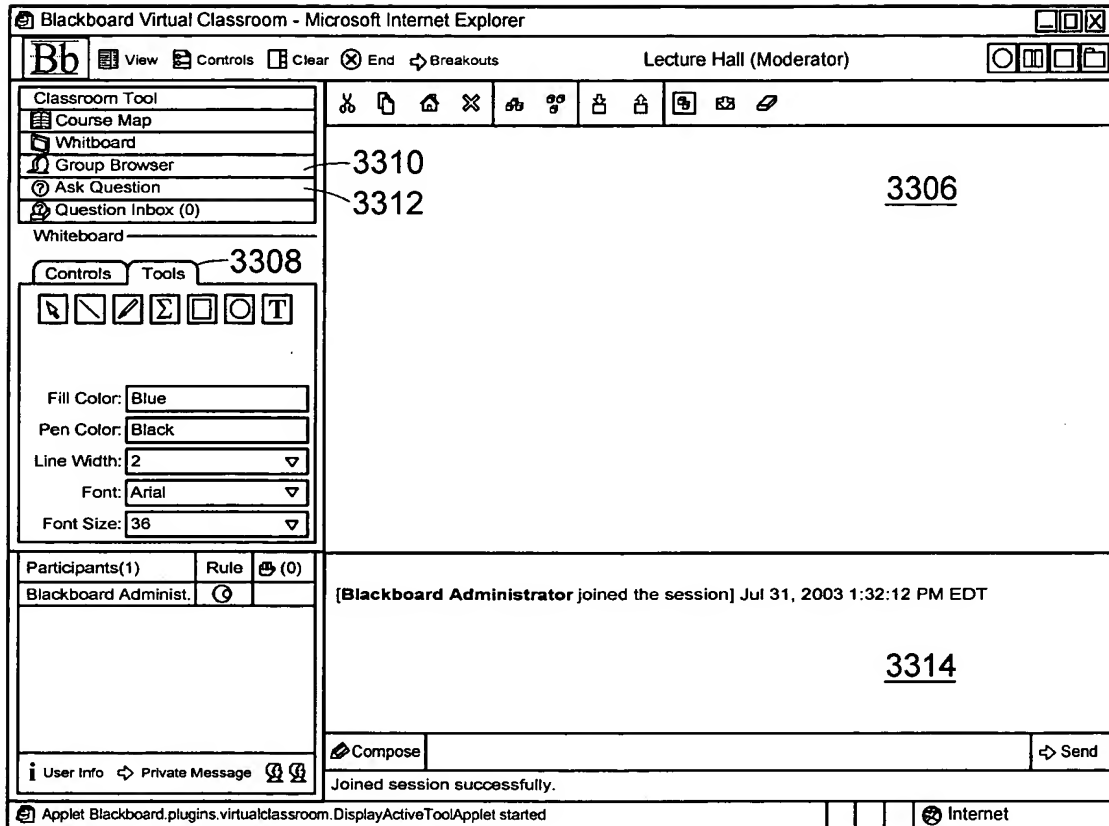 Blackboard Virtual Classroom - Microsoft Internet Explorer
Bb View Controls Clear End Breakouts Lecture Hall (Moderator)
Classroom Tool
Course Map
Whitboard
Group Browser 3310
Ask Question 3312
Question Inbox (0)
3306
Whiteboard
Controls Tools 3308
Σ T
Fill Color: Blue
Pen Color: Black
Line Width: 2
Font: Arial
Font Size: 36
Participants(1) Rule (0)
Blackboard Administ.
[Blackboard Administrator joined the session] Jul 31, 2003 1:32:12 PM EDT
3314
Compose Send
i User Info Private Message
Joined session successfully.
Applet Blackboard.plugins.virtualclassroom.DisplayActiveToolApplet started Internet